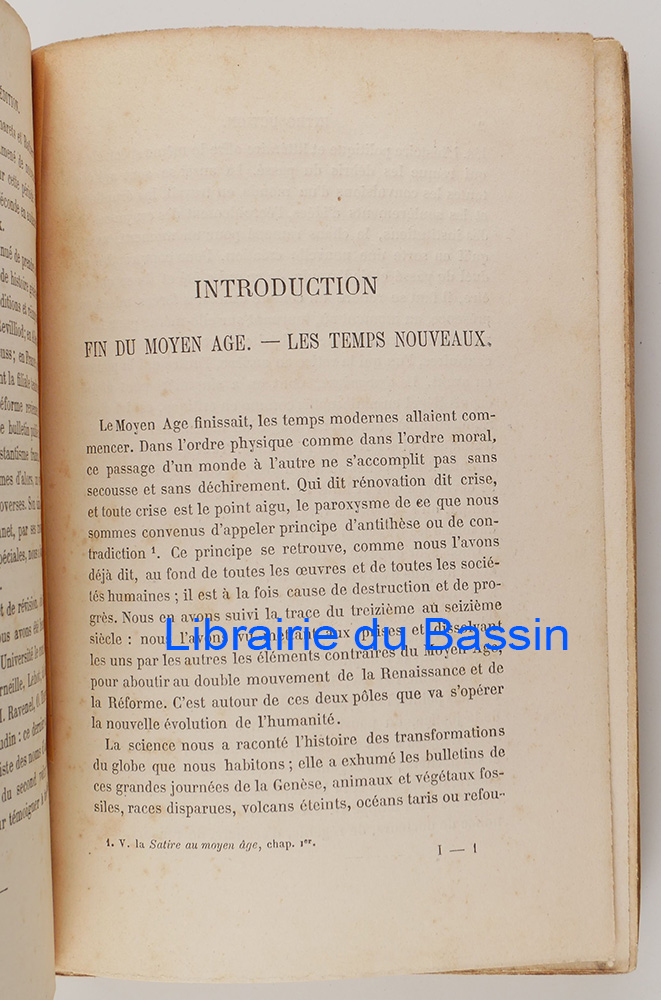 ÉDITION.
INTRODUCTION
FIN DU MOYEN AGE. — LES TEMPS NOUVEAUX.
Le Moyen Age finissait, les temps modernes allaient com-
mencer. Dans l'ordre physique comme dans l'ordre moral,
ce passage d'un monde à l'autre ne s'accomplit pas sans
secousse et sans déchirement. Qui dit rénovation dit crise,
et toute crise est le point aigu, le paroxysme de ce que nous
sommes convenus d'appeler principe d'antithèse ou de con-
tradiction 1. Ce principe se retrouve, comme nous l'avons
déjà dit, au fond de toutes les œuvres et de toutes les socié-
tés humaines ; il est à la fois cause de destruction et de pro-
grès. Nous en avons suivi la trace du treizième au seizième
siècle : nous l'avons vu mettant aux prises et dissolvant
Librairie du Bassin
les uns par les autres les éléments contraires du Moyen Age,
pour aboutir au double mouvement de la Renaissance et de
la Réforme. C'est autour de ces deux pôles que va s'opérer
la nouvelle évolution de l'humanité.
La science nous a raconté l'histoire des transformations
du globe que nous habitons ; elle a exhumé les bulletins de
ces grandes journées de la Genèse, animaux et végétaux fos-
siles, races disparues, volcans éteints, océans taris ou refou-
1. V. la Satire au moyen âge, chap. 1er.
1 — 1